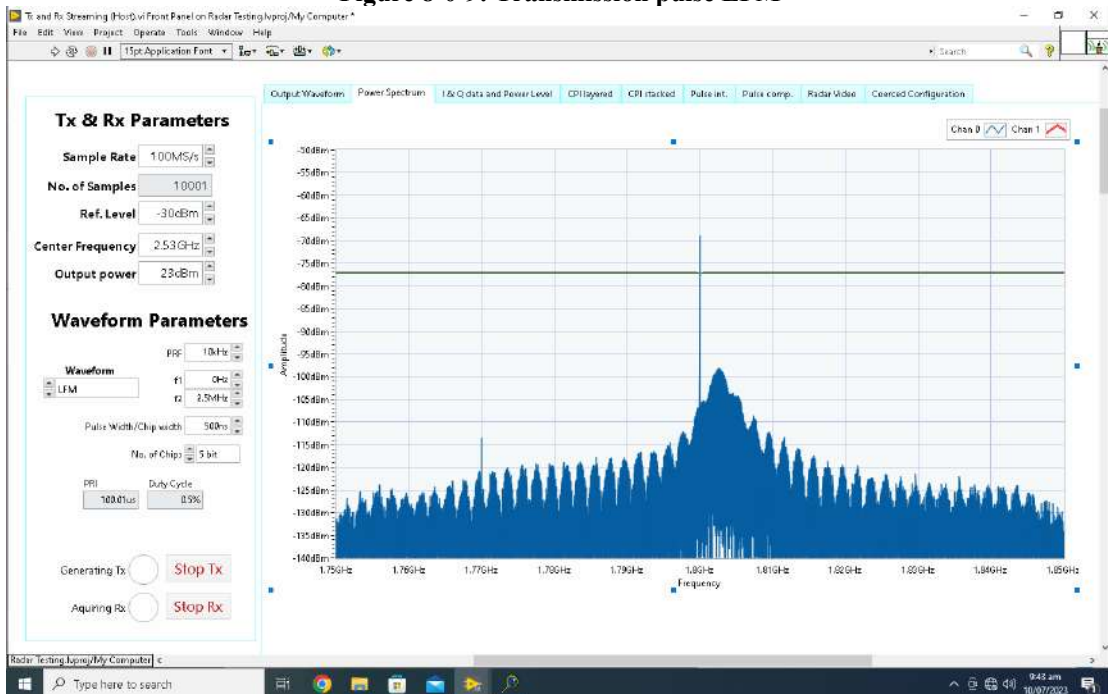 Figure 8-0-9: Transmission pulse LFM
Tx and Rx Streaming (Host).vi Front Panel on Radar Testing.lvproj/My Computer *
File Edit View Project Operate Tools Window Help
15pt Application Font
Search
Output Waveform Power Spectrum I & Q data and Power Level CPI layered CPI stacked Pulse int. Pulse comp. Radar Video Coerced Configuration
Tx & Rx Parameters
Sample Rate 100MS/s
No. of Samples 10001
Ref. Level -30dBm
Center Frequency 2.53GHz
Output power 23dBm
Waveform Parameters
PRF 10kHz
Waveform
LFM
f1 0Hz
f2 2.5MHz
Pulse Width/Chip width 500ns
No. of Chips 5 bit
PRI Duty Cycle
100.01us 0.5%
Generating Tx Stop Tx
Aquiring Rx Stop Rx
Chan 0 Chan 1
-50dBm
-55dBm
-60dBm
-65dBm
-70dBm
-75dBm
-80dBm
-85dBm
-90dBm
-95dBm
-100dBm
-105dBm
-110dBm
-115dBm
-120dBm
-125dBm
-130dBm
-135dBm
-140dBm
Amplitude
1.75GHz 1.76GHz 1.77GHz 1.78GHz 1.79GHz 1.8GHz 1.81GHz 1.82GHz 1.83GHz 1.84GHz 1.85GHz
Frequency
Radar Testing.lvproj/My Computer
Type here to search
9:43 am
10/07/2023